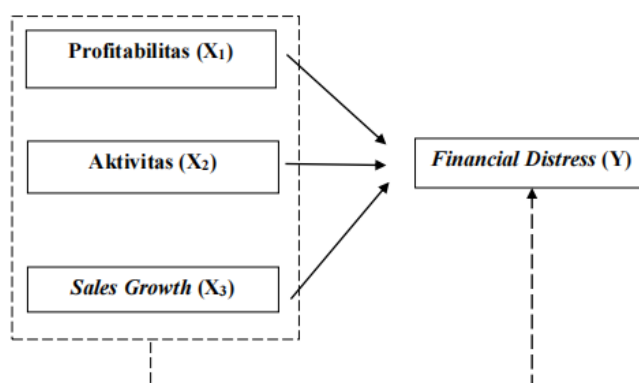 Profitabilitas (X₁)
Aktivitas (X₂)
Financial Distress (Y)
Sales Growth (X₃)